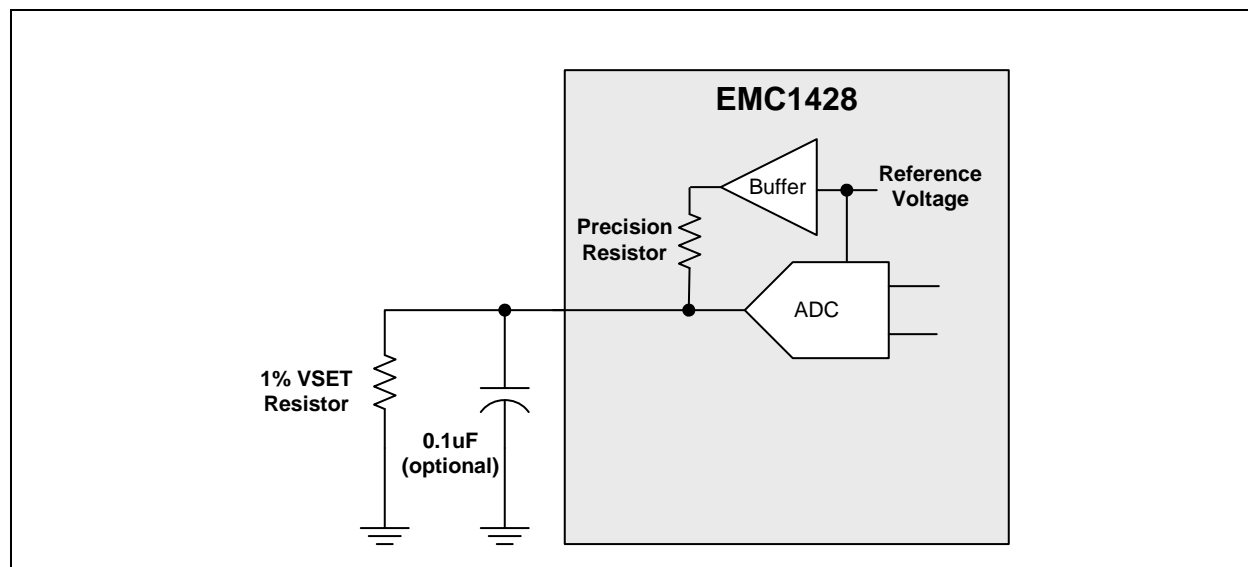 EMC1428
Buffer
Reference
Voltage
Precision
Resistor
ADC
1% VSET
Resistor
0.1uF
(optional)